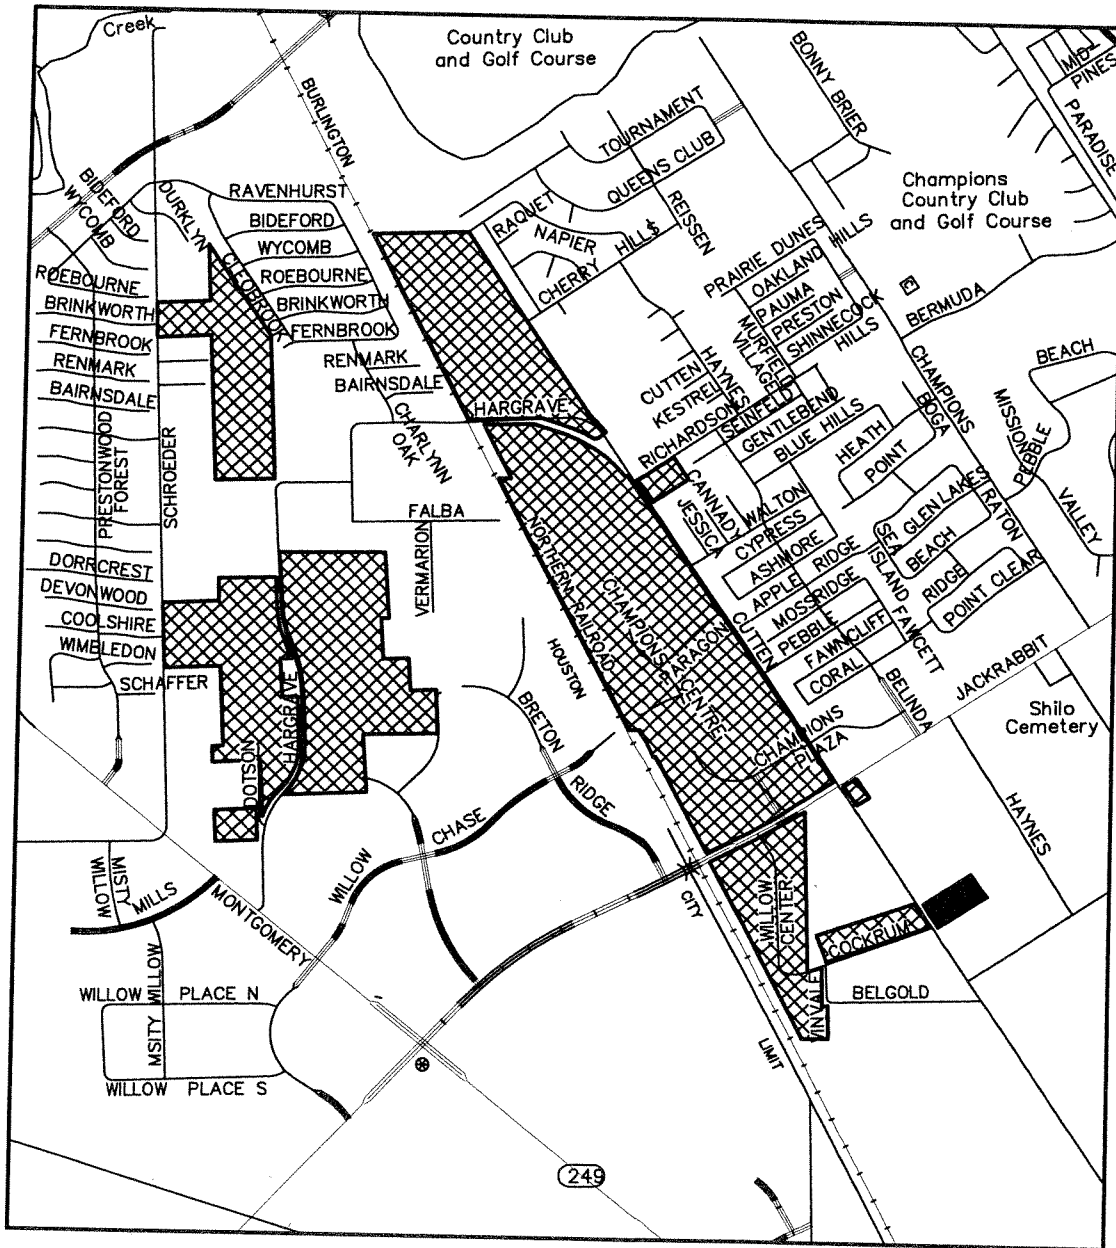 Creek
Country Club
and Golf Course
BURLINGTON
BONNY BRIER
MID
PINES
PARADISE
TOURNAMENT
QUEENS CLUB
REISSEN
Champions
Country Club
and Golf Course
BIDEFORD
WYCOMB
DURKLYN
RAVENHURST
BIDEFORD
WYCOMB
ROEBOURNE
BRINKWORTH
FERNBROOK
CLEOBROOK
RENMARK
BAIRNSDALE
RAQUET
NAPIER
CHERRY HILLS
ROEBOURNE
BRINKWORTH
FERNBROOK
RENMARK
BAIRNSDALE
PRAIRIE DUNES
OAKLAND HILLS
PAUMA
PRESTON
SHINNECOCK
HILLS
MUIRFIELD
VILLAGE
BERMUDA
BEACH
CUTTEN
KESTREL
HAYNES
RICHARDSON
SEINFELD
GENTLEBEND
BLUE HILLS
HEATH
POINT
CHAMPIONS
BOGA
MISSION
PEBBLE
VALLEY
HARGRAVE
CHARLYNN
OAK
PRESTONWOOD
FOREST
SCHROEDER
FALBA
VERMARION
NORTHERN RAILROAD
CANNADY
JESSICA
WALTON
CYPRESS
ASHMORE
APPLE RIDGE
MOSSRIDGE
PEBBLE
FAWNCLIFF
CORAL
GLEN LAKES
SEA
ISLAND
BEACH
STRATON
RIDGE
POINT CLEAR
FAWCETT
BELINDA
JACKRABBIT
DORRCREST
DEVONWOOD
COOLSHIRE
WIMBLEDON
SCHAFFER
HARGRAVE
DOTSON
HOUSTON
CHAMPIONS
PARAGON
CENTRE
CUTTEN
CHAMPIONS
PLAZA
Shilo
Cemetery
HAYNES
BRETON
RIDGE
WILLOW CHASE
MISTY
WILLOW
MILLS
MONTGOMERY
CITY
LIMIT
WILLOW
CENTER
COCKRUM
VINVALE
BELGOLD
MSITY WILLOW
WILLOW PLACE N
WILLOW PLACE S
249